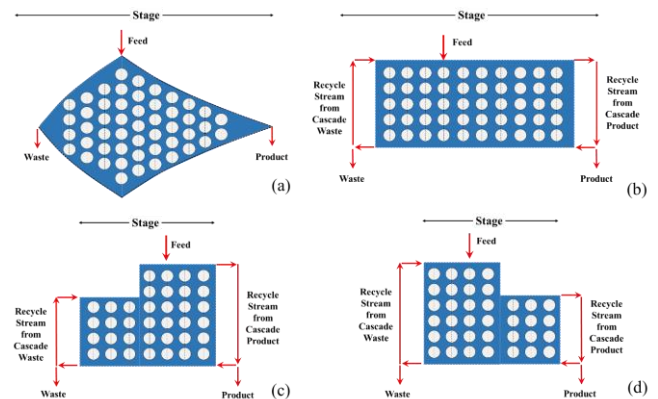 Stage
Feed
Waste
Product
(a)
Stage
Feed
Recycle
Stream
from
Cascade
Waste
Recycle
Stream
from
Cascade
Product
Waste
Product
(b)
Stage
Feed
Recycle
Stream
from
Cascade
Waste
Recycle
Stream
from
Cascade
Product
Waste
Product
(c)
Stage
Feed
Recycle
Stream
from
Cascade
Waste
Recycle
Stream
from
Cascade
Product
Waste
Product
(d)